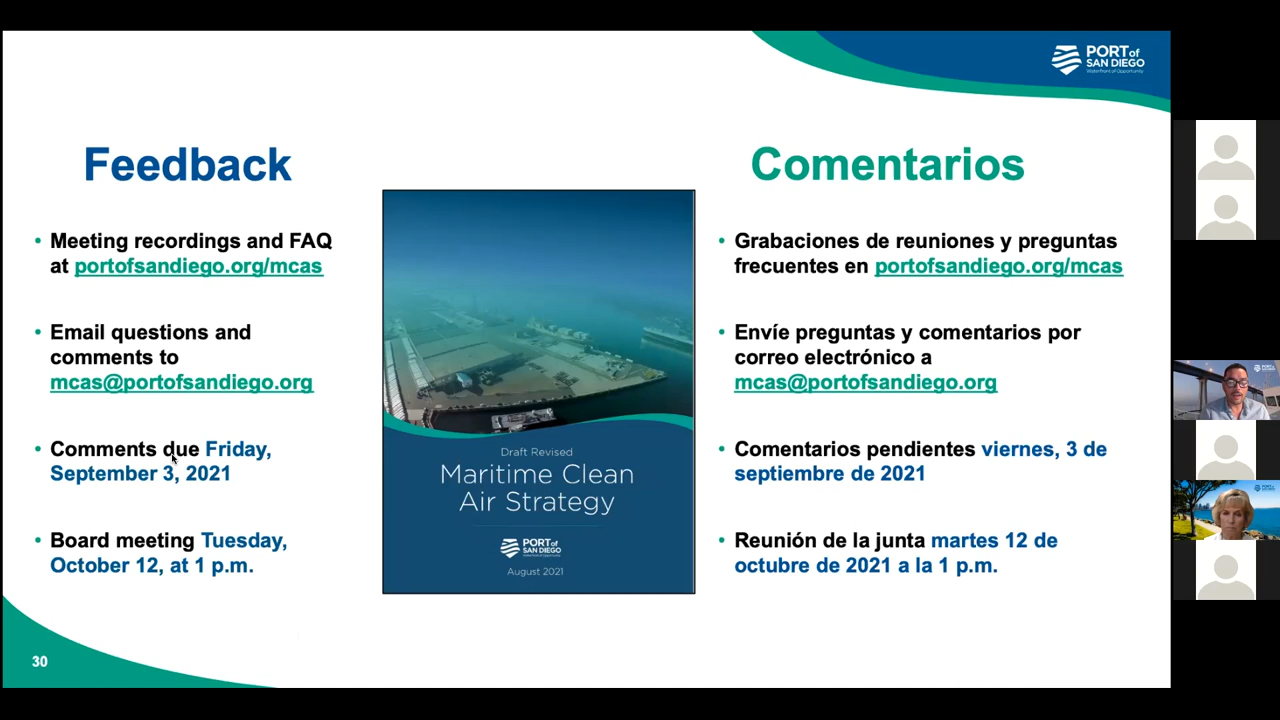 PORT of
SAN DIEGO
Waterfront of Opportunity
Feedback
• Meeting recordings and FAQ
at portofsandiego.org/mcas
• Email questions and
comments to
mcas@portofsandiego.org
• Comments due Friday,
September 3, 2021
• Board meeting Tuesday,
October 12, at 1 p.m.
Draft Revised
Maritime Clean
Air Strategy
PORT of
SAN DIEGO
August 2021
Comentarios
• Grabaciones de reuniones y preguntas
frecuentes en portofsandiego.org/mcas
• Envíe preguntas y comentarios por
correo electrónico a
mcas@portofsandiego.org
• Comentarios pendientes viernes, 3 de
septiembre de 2021
• Reunión de la junta martes 12 de
octubre de 2021 a la 1 p.m.
30